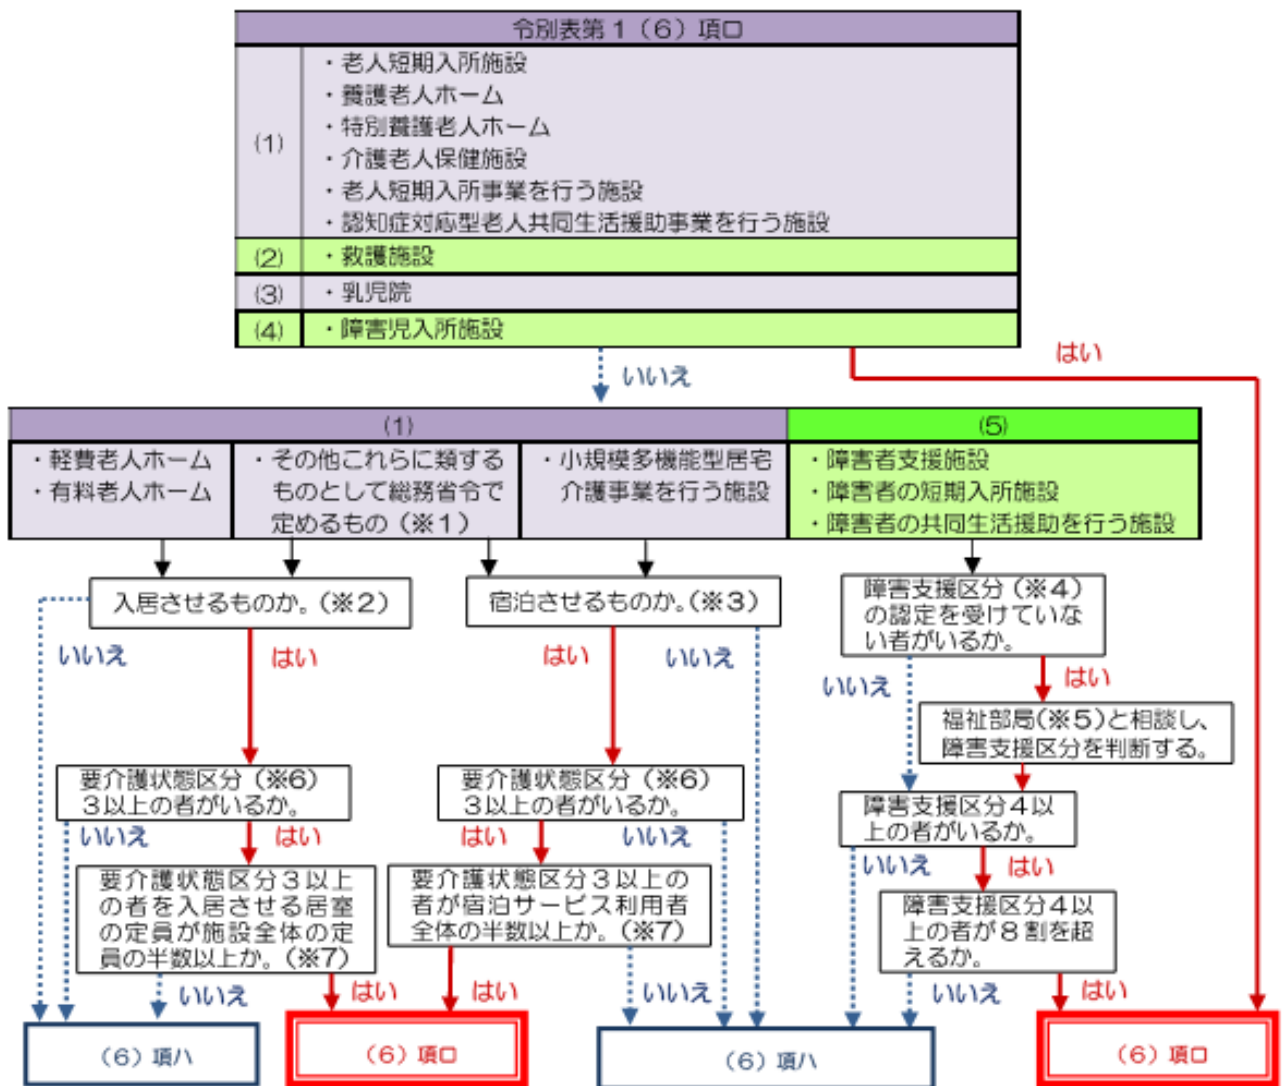 令別表第1（6）項ロ
(1)
・老人短期入所施設
・養護老人ホーム
・特別養護老人ホーム
・介護老人保健施設
・老人短期入所事業を行う施設
・認知症対応型老人共同生活援助事業を行う施設
(2) ・救護施設
(3) ・乳児院
(4) ・障害児入所施設
いいえ
はい
(1)
(5)
・軽費老人ホーム
・有料老人ホーム
・その他これらに類する
ものとして総務省令で
定めるもの（※1）
・小規模多機能型居宅
介護事業を行う施設
・障害者支援施設
・障害者の短期入所施設
・障害者の共同生活援助を行う施設
入居させるものか。（※2）
宿泊させるものか。（※3）
障害支援区分（※4）
の認定を受けていな
い者がいるか。
いいえ
はい
はい
いいえ
いいえ
はい
福祉部局(※5)と相談し、
障害支援区分を判断する。
要介護状態区分（※6）
3以上の者がいるか。
要介護状態区分（※6）
3以上の者がいるか。
障害支援区分4以
上の者がいるか。
いいえ
はい
はい
いいえ
いいえ
はい
要介護状態区分3以上
の者を入居させる居室
の定員が施設全体の定
員の半数以上か。（※7）
要介護状態区分3以上の
者が宿泊サービス利用者
全体の半数以上か。（※7）
障害支援区分4以
上の者が8割を超
えるか。
いいえ
はい
はい
いいえ
いいえ
はい
（6）項ハ
（6）項ロ
（6）項ハ
（6）項ロ